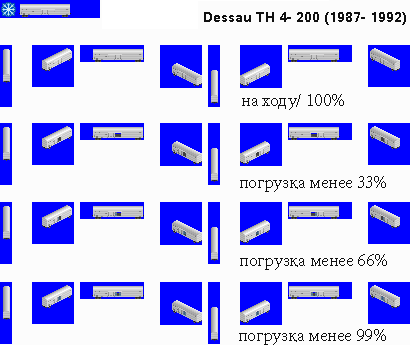 Dessau TH 4- 200 (1987- 1992)
на ходу/ 100%
погрузка менее 33%
погрузка менее 66%
погрузка менее 99%